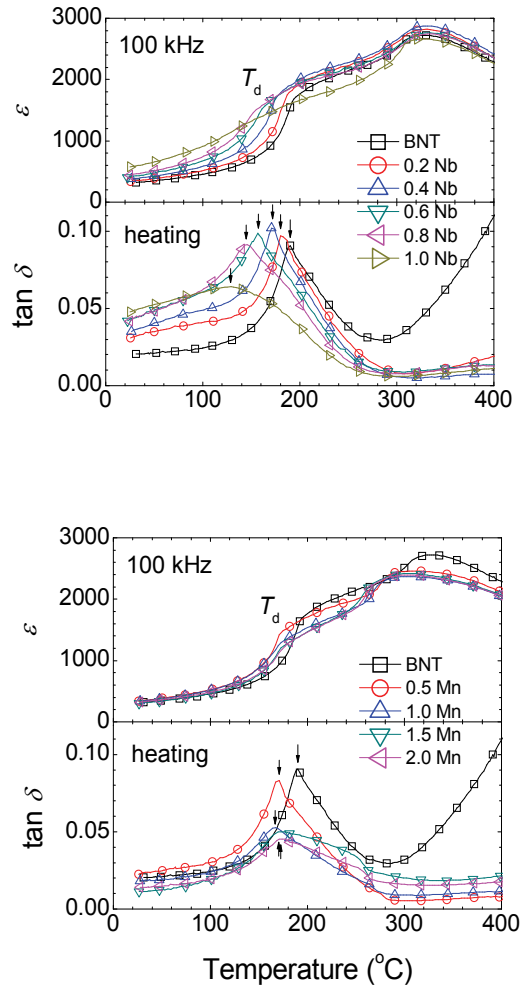 3000
100 kHz
2000
T_d
ε
1000
0
BNT
0.2 Nb
0.4 Nb
0.6 Nb
0.8 Nb
1.0 Nb
0.10
heating
tan δ
0.05
0.00
0 100 200 300 400
3000
100 kHz
2000
T_d
ε
1000
0
BNT
0.5 Mn
1.0 Mn
1.5 Mn
2.0 Mn
0.10
heating
tan δ
0.05
0.00
0 100 200 300 400
Temperature (°C)